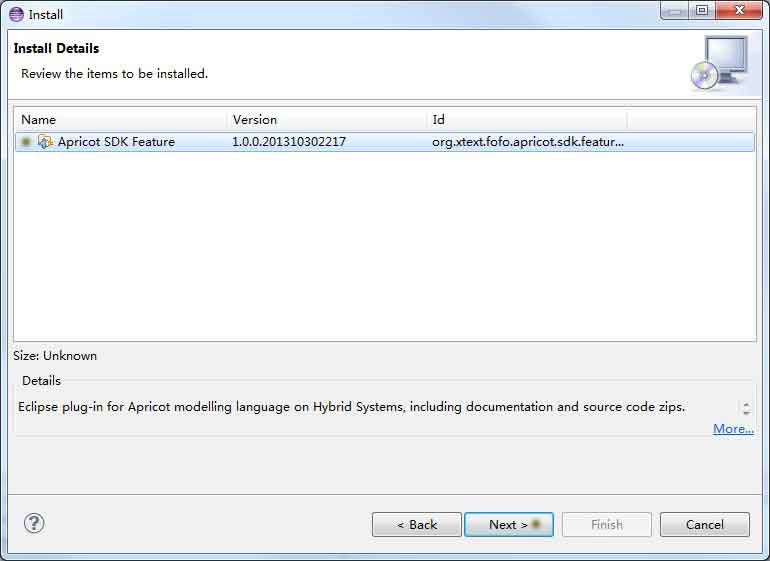 Install
Install Details
Review the items to be installed.
Name Version Id
Apricot SDK Feature 1.0.0.201310302217 org.xtext.fofo.apricot.sdk.featur...
Size: Unknown
Details
Eclipse plug-in for Apricot modelling language on Hybrid Systems, including documentation and source code zips.
More...
? < Back Next > Finish Cancel